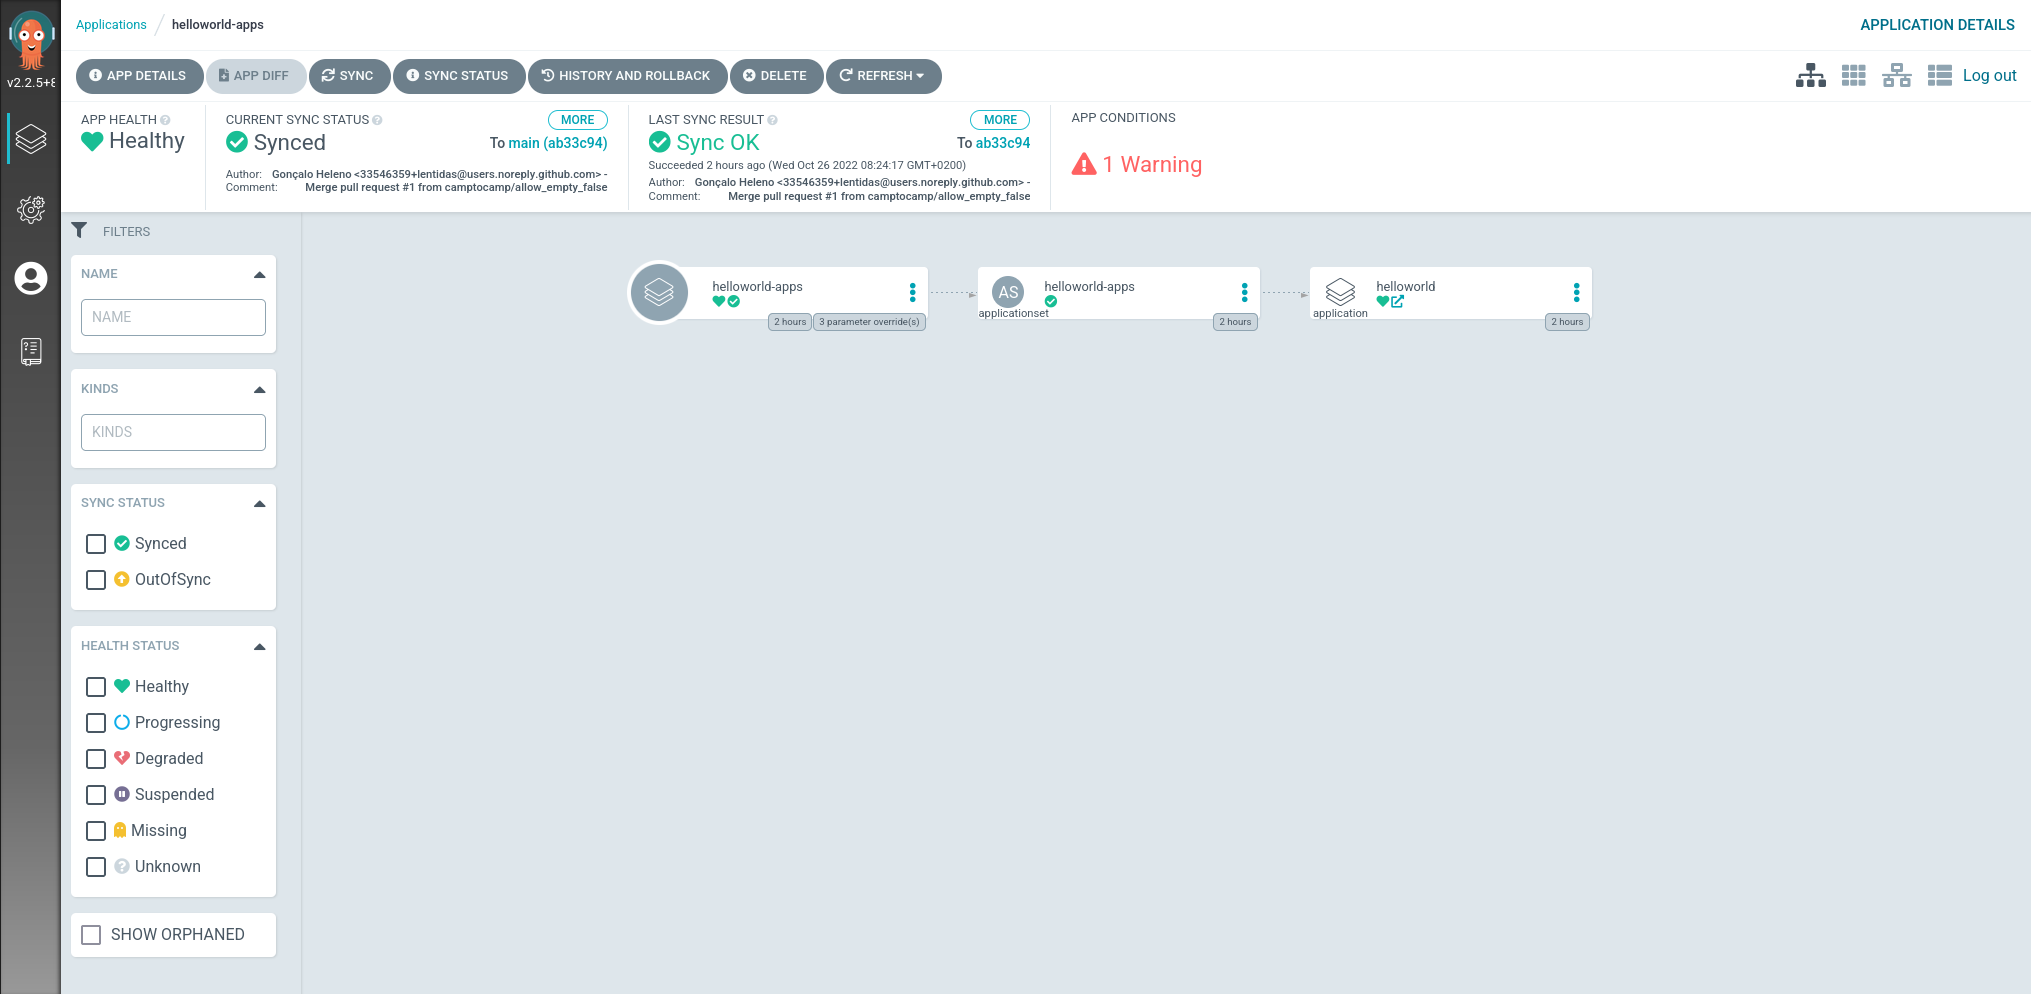 Applications / helloworld-apps
APPLICATION DETAILS
v2.2.5+
APP DETAILS
APP DIFF
SYNC
SYNC STATUS
HISTORY AND ROLLBACK
DELETE
REFRESH
Log out
APP HEALTH
Healthy
CURRENT SYNC STATUS
MORE
Synced
To main (ab33c94)
Author: Gonçalo Heleno <33546359+lentidas@users.noreply.github.com> -
Comment: Merge pull request #1 from camptocamp/allow_empty_false
LAST SYNC RESULT
MORE
Sync OK
To ab33c94
Succeeded 2 hours ago (Wed Oct 26 2022 08:24:17 GMT+0200)
Author: Gonçalo Heleno <33546359+lentidas@users.noreply.github.com> -
Comment: Merge pull request #1 from camptocamp/allow_empty_false
APP CONDITIONS
1 Warning
FILTERS
NAME
NAME
KINDS
KINDS
SYNC STATUS
Synced
OutOfSync
HEALTH STATUS
Healthy
Progressing
Degraded
Suspended
Missing
Unknown
SHOW ORPHANED
helloworld-apps
2 hours
3 parameter override(s)
AS
applicationset
helloworld-apps
2 hours
application
helloworld
2 hours